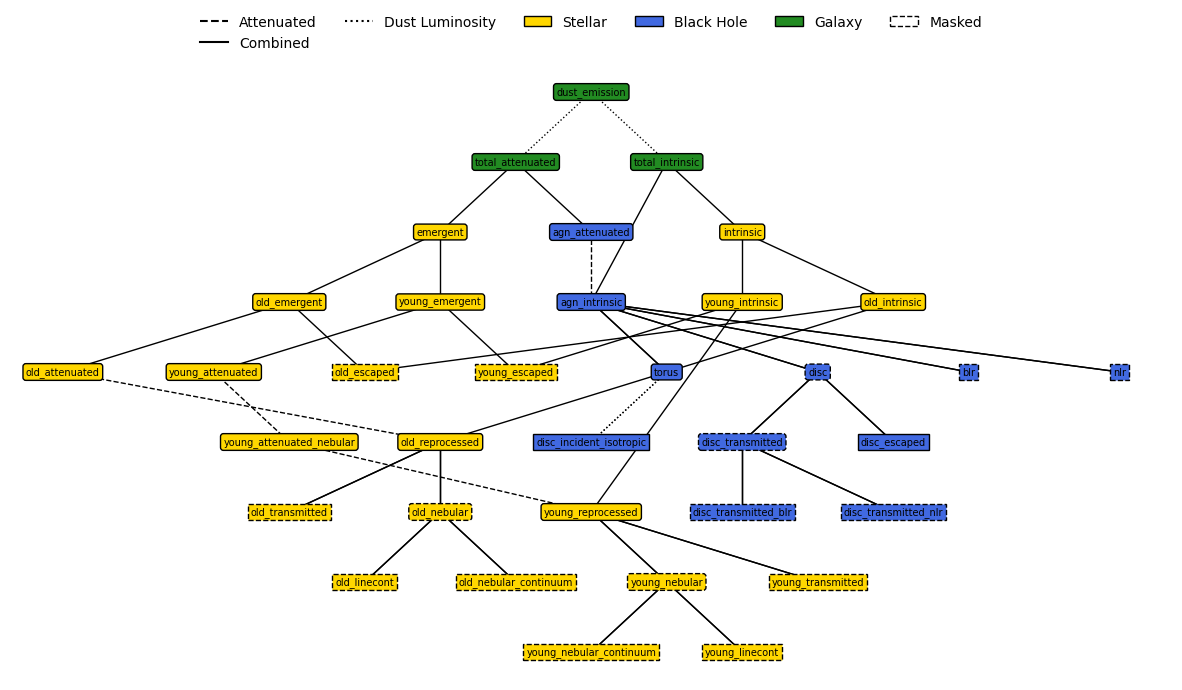 Attenuated Dust Luminosity Stellar Black Hole Galaxy Masked
Combined
dust_emission
total_attenuated total_intrinsic
emergent agn_attenuated intrinsic
old_emergent young_emergent agn_intrinsic young_intrinsic old_intrinsic
old_attenuated young_attenuated old_escaped young_escaped torus disc blr nlr
young_attenuated_nebular old_reprocessed disc_incident_isotropic disc_transmitted disc_escaped
old_transmitted old_nebular young_reprocessed disc_transmitted_blr disc_transmitted_nlr
old_linecont old_nebular_continuum young_nebular young_transmitted
young_nebular_continuum young_linecont